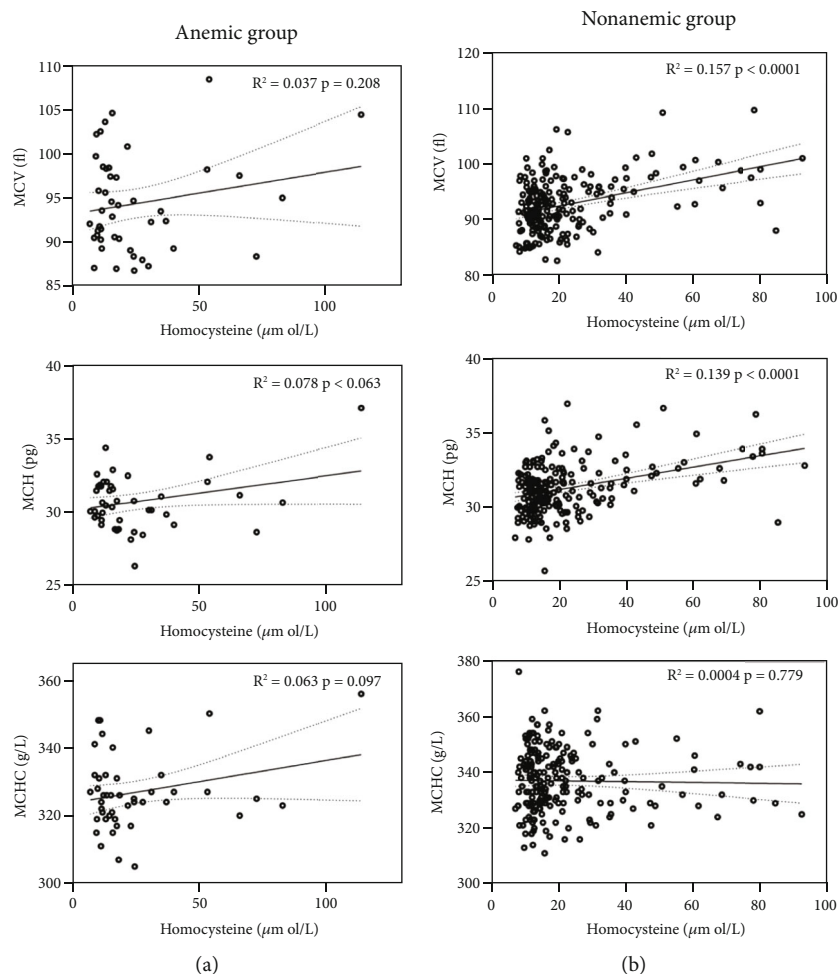 Anemic group
R² = 0.037 p = 0.208
MCV (fl)
110
105
100
95
90
85
0
50
100
Homocysteine (μm ol/L)
R² = 0.078 p < 0.063
MCH (pg)
40
35
30
25
0
50
100
Homocysteine (μm ol/L)
R² = 0.063 p = 0.097
MCHC (g/L)
360
340
320
300
0
50
100
Homocysteine (μm ol/L)
(a)
Nonanemic group
R² = 0.157 p < 0.0001
MCV (fl)
120
110
100
90
80
0
20
40
60
80
100
Homocysteine (μm ol/L)
R² = 0.139 p < 0.0001
MCH (pg)
40
35
30
25
0
20
40
60
80
100
Homocysteine (μm ol/L)
R² = 0.0004 p = 0.779
MCHC (g/L)
380
360
340
320
300
0
20
40
60
80
100
Homocysteine (μm ol/L)
(b)